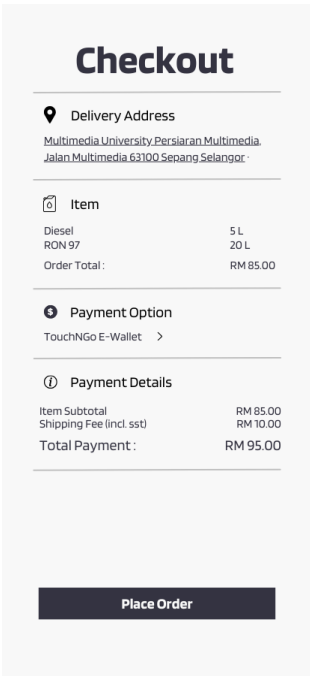 Checkout
Delivery Address
Multimedia University Persiaran Multimedia,
Jalan Multimedia 63100 Sepang Selangor ·
Item
Diesel 5 L
RON 97 20 L
Order Total : RM 85.00
$ Payment Option
TouchNGo E-Wallet >
i Payment Details
Item Subtotal RM 85.00
Shipping Fee (incl. sst) RM 10.00
Total Payment : RM 95.00
Place Order